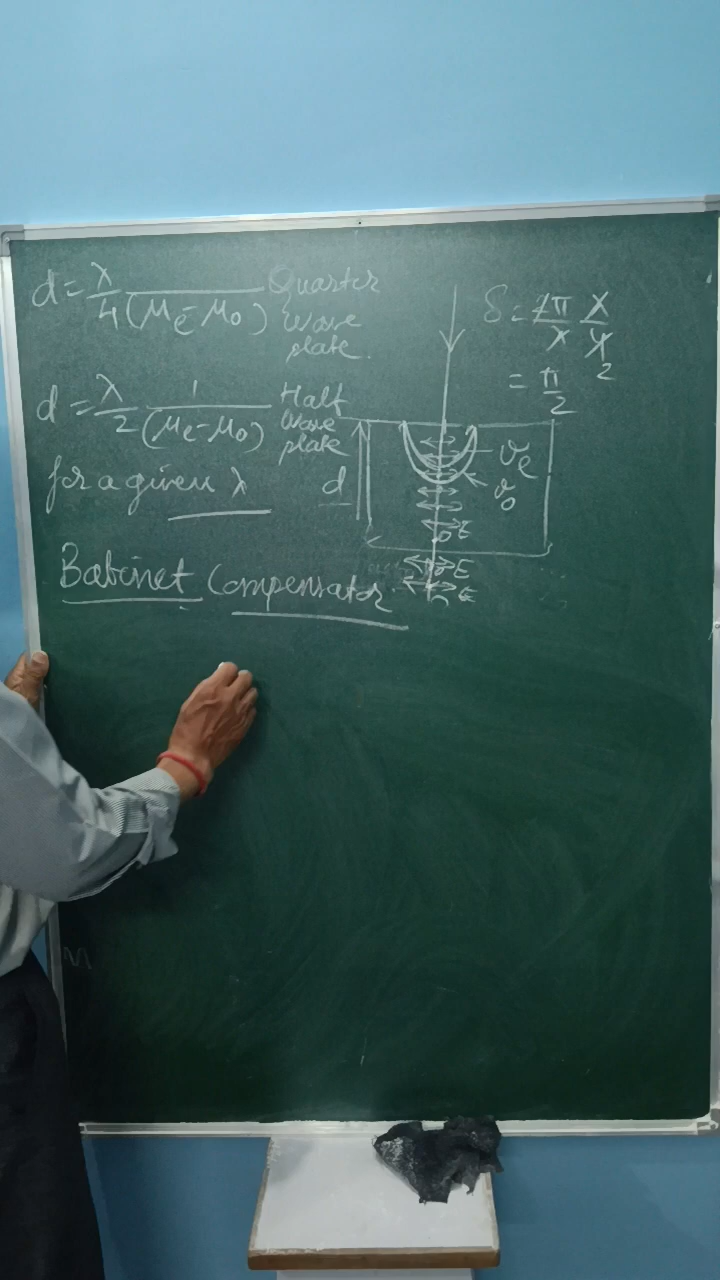 d = λ/4 (μe-μo) Quarter
wave
plate.
d = λ/2 1/(μe-μo) Half
wave
plate
for a given λ
Babinet Compensator
δ = 2π/λ λ/4
2
= π/2
d
ve
vo
E
E
E